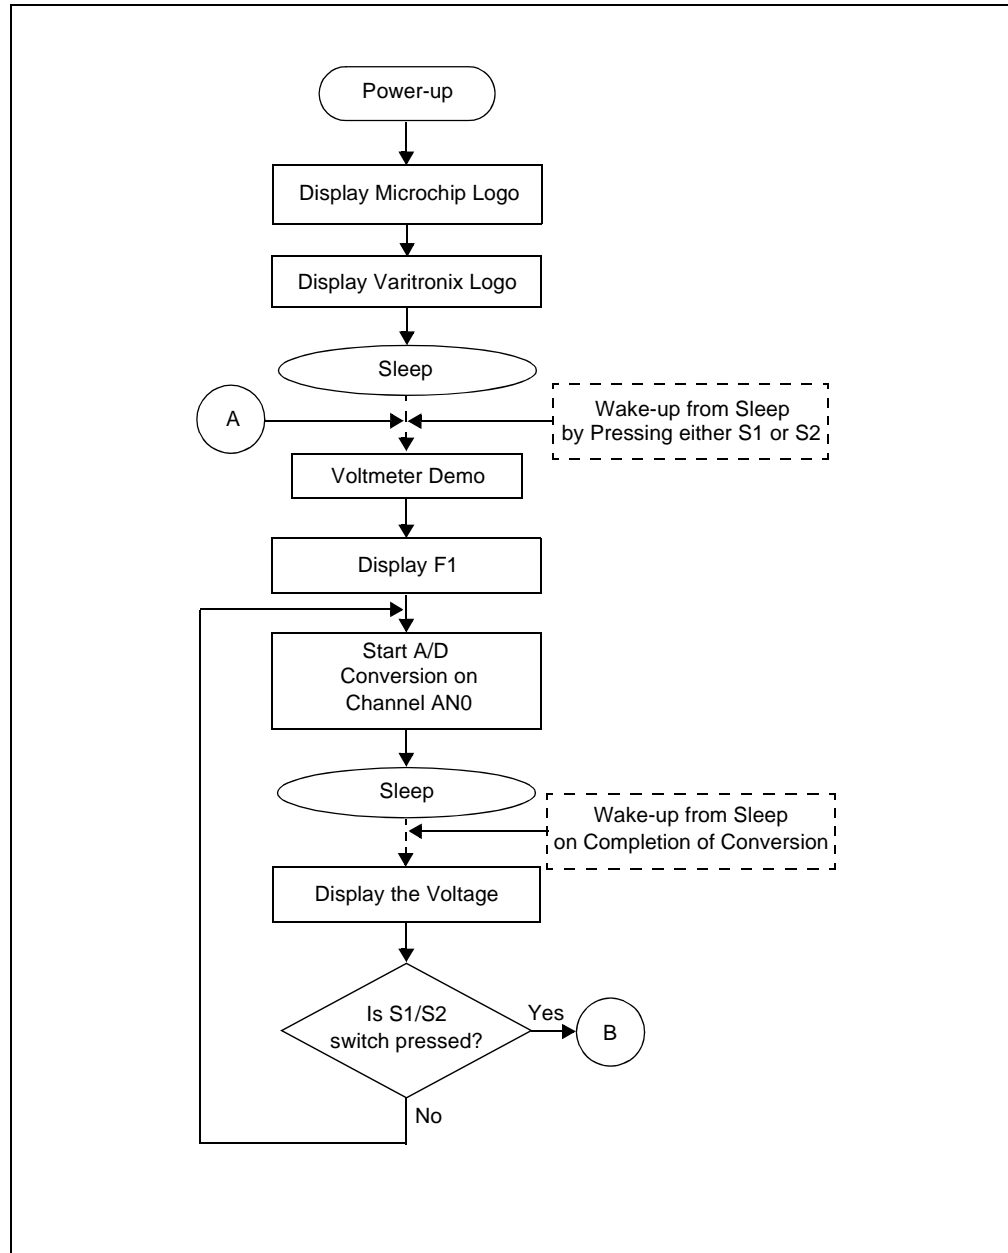 Power-up
Display Microchip Logo
Display Varitronix Logo
Sleep
A
Wake-up from Sleep
by Pressing either S1 or S2
Voltmeter Demo
Display F1
Start A/D
Conversion on
Channel AN0
Sleep
Wake-up from Sleep
on Completion of Conversion
Display the Voltage
Is S1/S2
switch pressed?
Yes
B
No